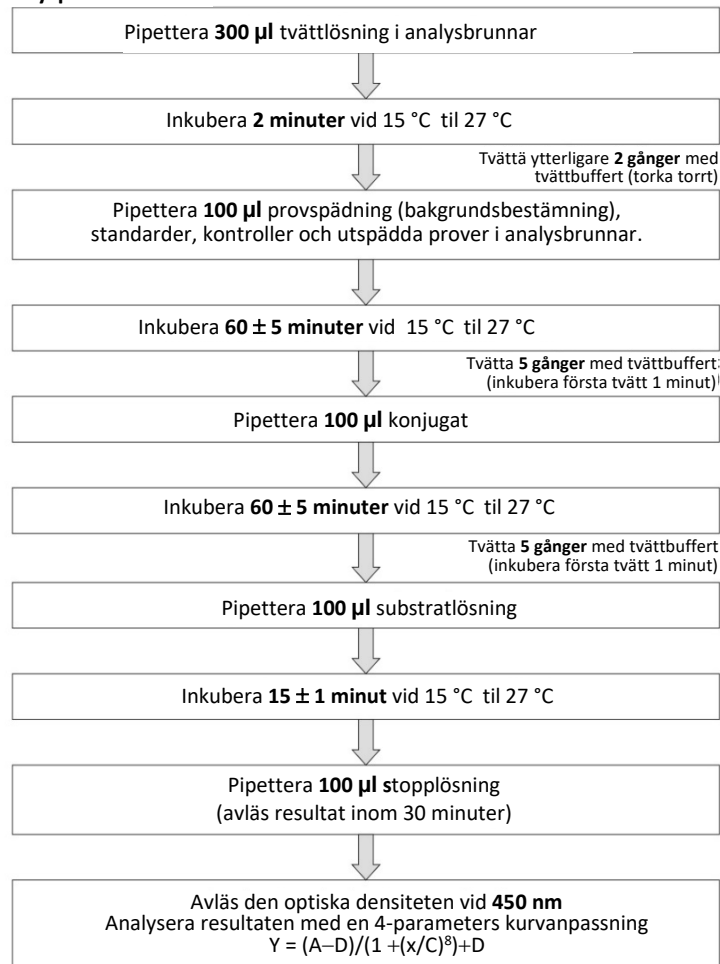 Pipettera 300 µl tvättlösning i analysbrunnar
Inkubera 2 minuter vid 15 °C til 27 °C
Tvättä ytterligare 2 gånger med
tvättbuffert (torka torrt)
Pipettera 100 µl provspädning (bakgrundsbestämning),
standarder, kontroller och utspädda prover i analysbrunnar.
Inkubera 60 ± 5 minuter vid 15 °C til 27 °C
Tvätta 5 gånger med tvättbuffert
(inkubera första tvätt 1 minut)
Pipettera 100 µl konjugat
Inkubera 60 ± 5 minuter vid 15 °C til 27 °C
Tvätta 5 gånger med tvättbuffert
(inkubera första tvätt 1 minut)
Pipettera 100 µl substratlösning
Inkubera 15 ± 1 minut vid 15 °C til 27 °C
Pipettera 100 µl stopplösning
(avläs resultat inom 30 minuter)
Avläs den optiska densiteten vid 450 nm
Analysera resultaten med en 4-parameters kurvanpassning
Y = (A–D)/(1 +(x/C)⁸)+D